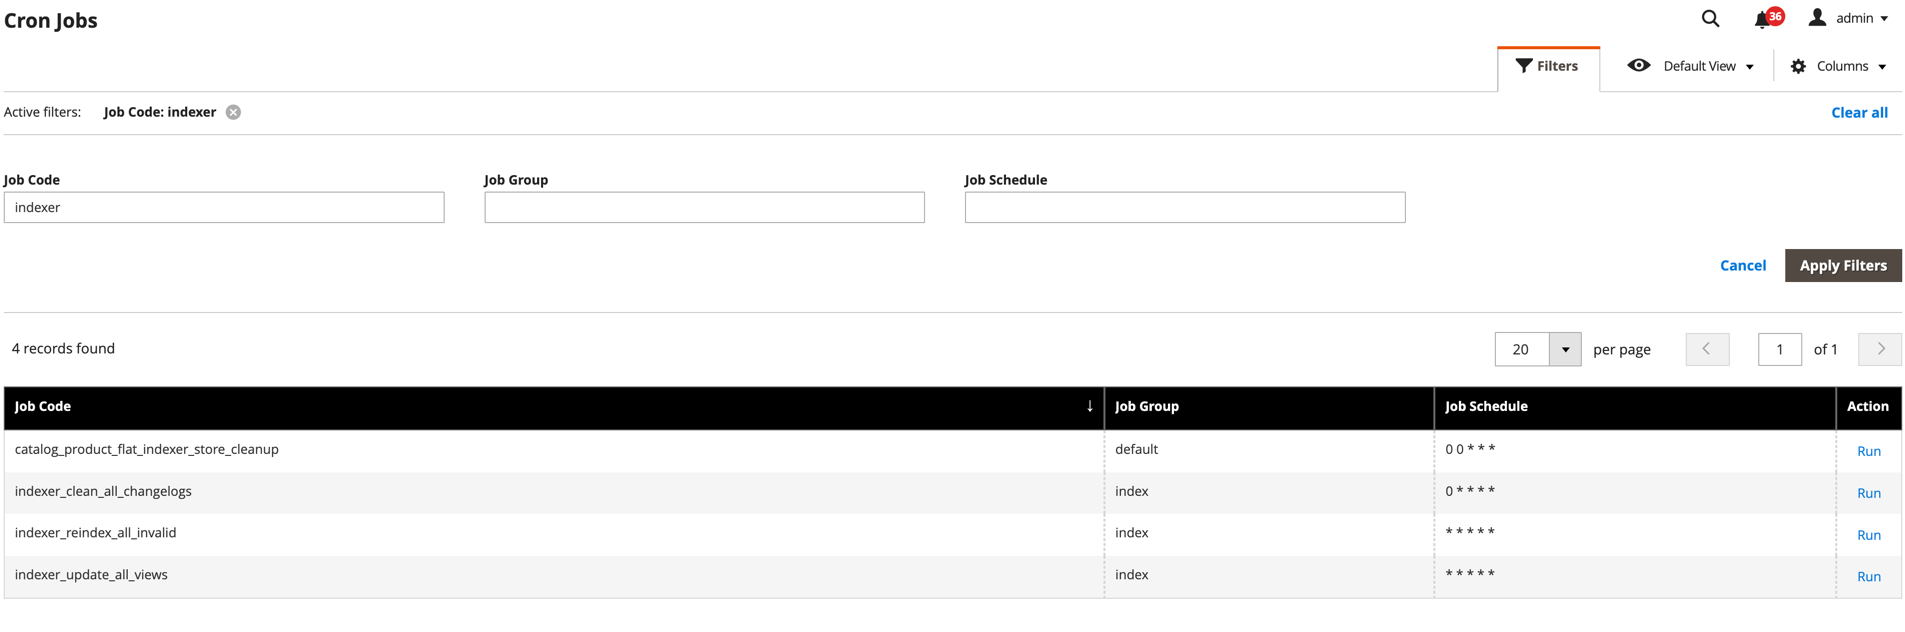 Cron Jobs
36
admin
Filters
Default View
Columns
Active filters:
Job Code: indexer
Clear all
Job Code
Job Group
Job Schedule
indexer
Cancel
Apply Filters
4 records found
20
per page
1
of 1
Job Code ↓ Job Group Job Schedule Action
catalog_product_flat_indexer_store_cleanup default 0 0 * * * Run
indexer_clean_all_changelogs index 0 * * * * Run
indexer_reindex_all_invalid index * * * * * Run
indexer_update_all_views index * * * * * Run